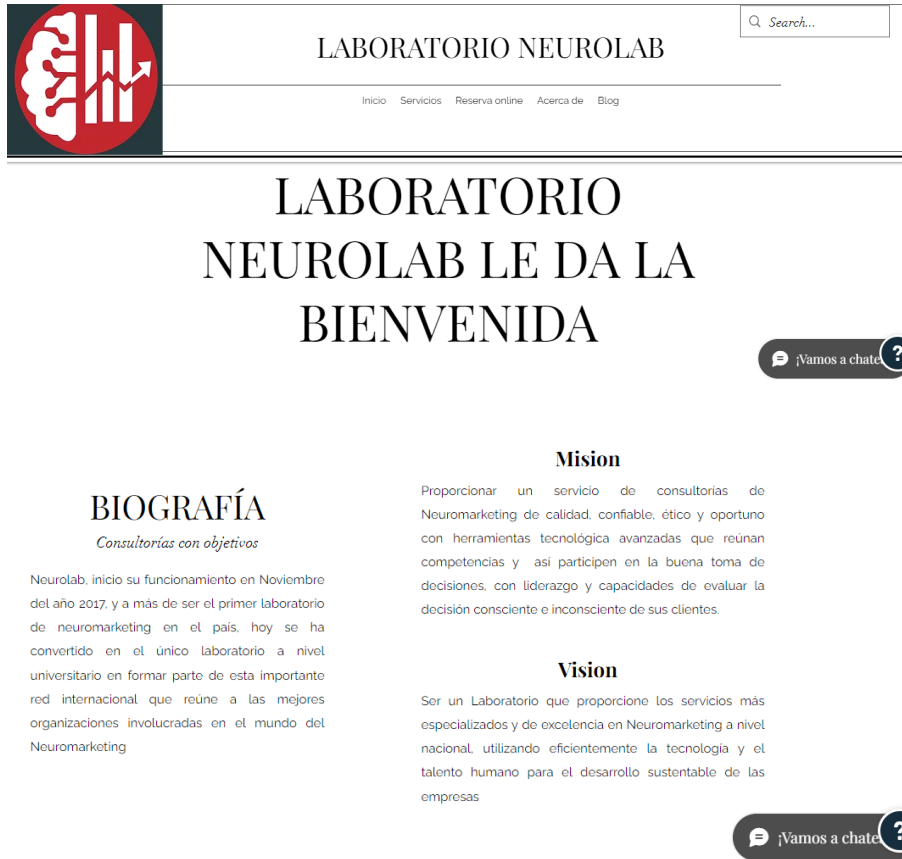 Search...
LABORATORIO NEUROLAB
Inicio Servicios Reserva online Acerca de Blog
LABORATORIO
NEUROLAB LE DA LA
BIENVENIDA
¡Vamos a chate
?
BIOGRAFÍA
Consultorías con objetivos
Neurolab, inicio su funcionamiento en Noviembre
del año 2017, y a más de ser el primer laboratorio
de neuromarketing en el país, hoy se ha
convertido en el único laboratorio a nivel
universitario en formar parte de esta importante
red internacional que reúne a las mejores
organizaciones involucradas en el mundo del
Neuromarketing
Mision
Proporcionar un servicio de consultorías de
Neuromarketing de calidad, confiable, ético y oportuno
con herramientas tecnológica avanzadas que reúnan
competencias y así participen en la buena toma de
decisiones, con liderazgo y capacidades de evaluar la
decisión consciente e inconsciente de sus clientes.
Vision
Ser un Laboratorio que proporcione los servicios más
especializados y de excelencia en Neuromarketing a nivel
nacional, utilizando eficientemente la tecnología y el
talento humano para el desarrollo sustentable de las
empresas
¡Vamos a chate
?